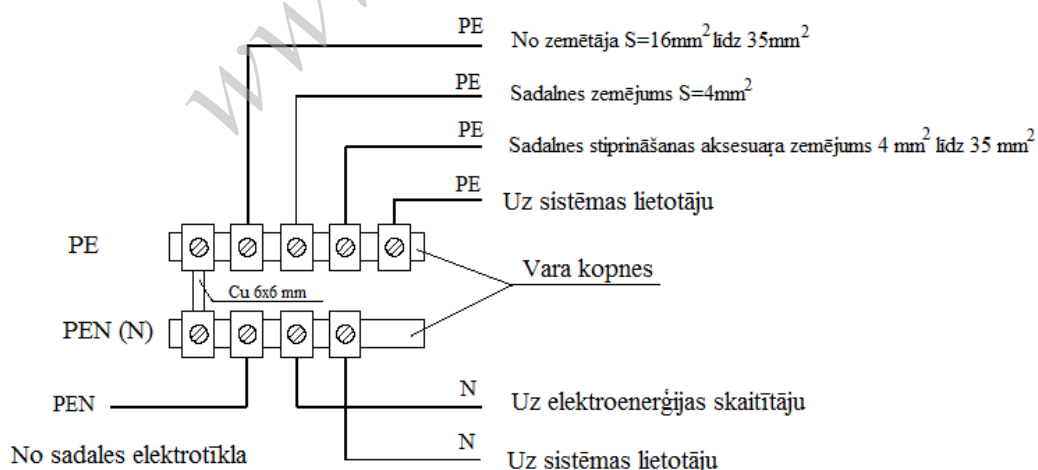 PE No zemētāja S=16mm² līdz 35mm²
PE Sadalnes zemējums S=4mm²
PE Sadalnes stiprināšanas aksesuaŗa zemējums 4 mm² līdz 35 mm²
PE Uz sistēmas lietotāju
PE
Vara kopnes
Cu 6x6 mm
PEN (N)
PEN
N Uz elektroenerģijas skaitītāju
No sadales elektrotīkla
N Uz sistēmas lietotāju